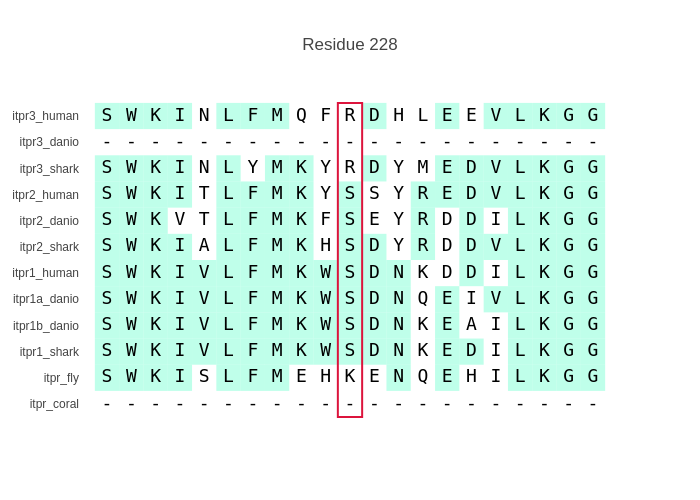 Residue 228
itpr3_human S W K I N L F M Q F R D H L E E V L K G G
itpr3_danio - - - - - - - - - - - - - - - - - - - - -
itpr3_shark S W K I N L Y M K Y R D Y M E D V L K G G
itpr2_human S W K I T L F M K Y S S Y R E D V L K G G
itpr2_danio S W K V T L F M K F S E Y R D D I L K G G
itpr2_shark S W K I A L F M K H S D Y R D D V L K G G
itpr1_human S W K I V L F M K W S D N K D D I L K G G
itpr1a_danio S W K I V L F M K W S D N Q E I V L K G G
itpr1b_danio S W K I V L F M K W S D N K E A I L K G G
itpr1_shark S W K I V L F M K W S D N K E D I L K G G
itpr_fly S W K I S L F M E H K E N Q E H I L K G G
itpr_coral - - - - - - - - - - - - - - - - - - - - -